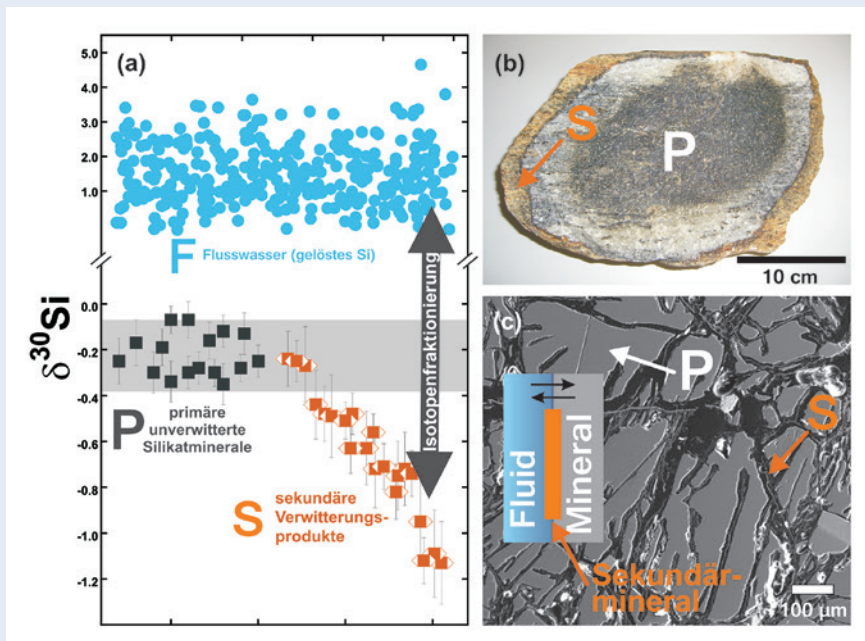 (a)
5.0
4.0
3.0
2.0
1.0
F Flusswasser (gelöstes Si)
δ³⁰Si
0.0
-0.2
-0.4
-0.6
-0.8
-1.0
-1.2
P primäre
unverwitterte
Silikatminerale
S sekundäre
Verwitterungs-
produkte
Isotopenfraktionierung
(b)
S
P
10 cm
(c)
P
S
Fluid
Mineral
Sekundär-
mineral
100 µm